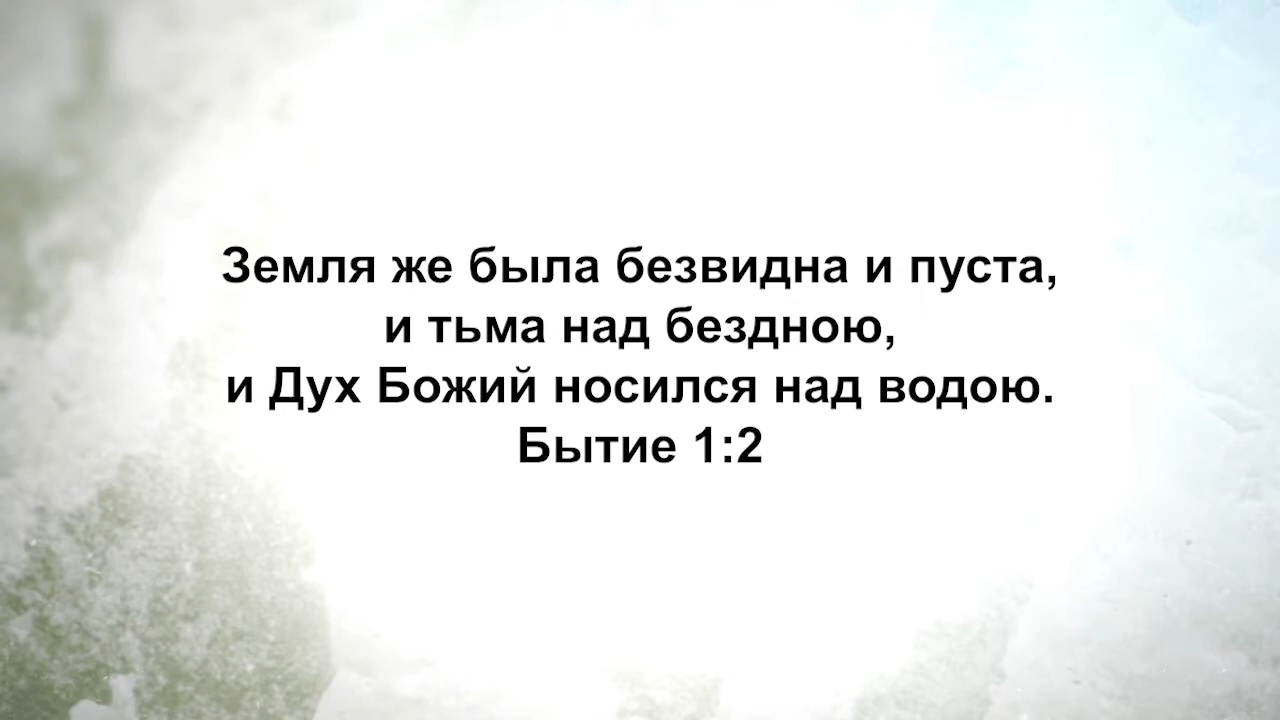 Земля же была безвидна и пуста,
и тьма над бездною,
и Дух Божий носился над водою.
Бытие 1:2